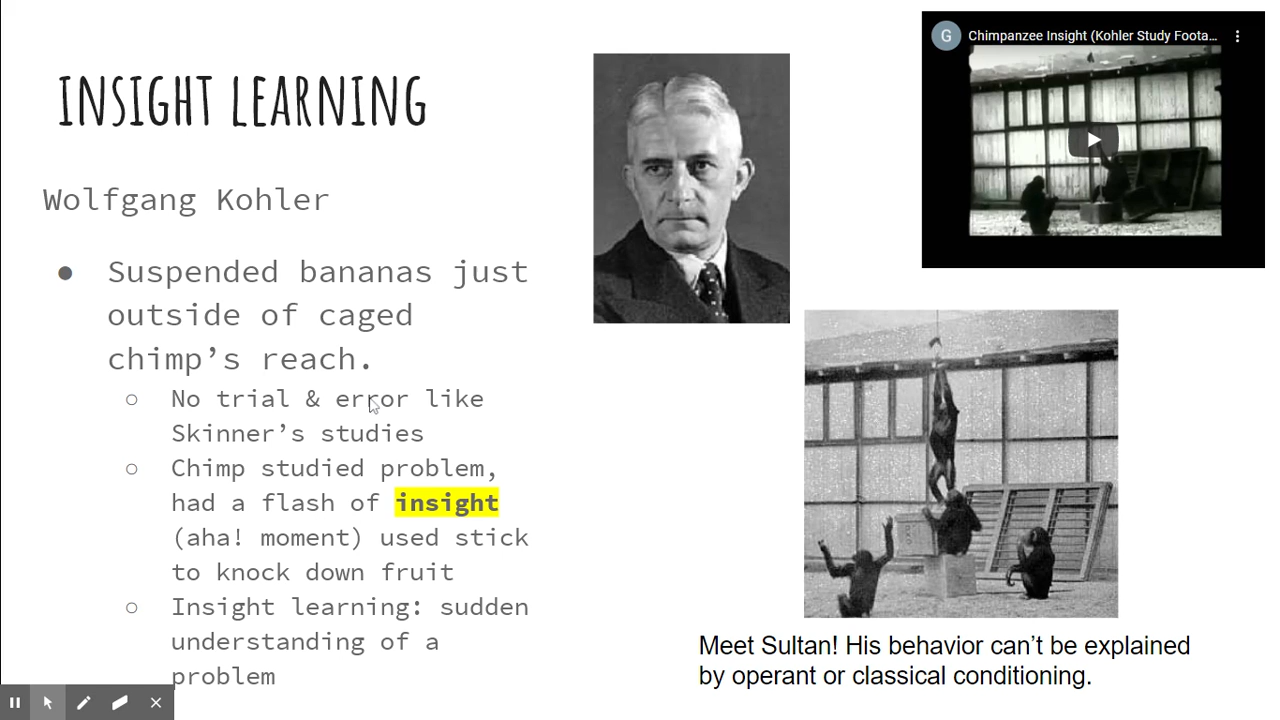 INSIGHT LEARNING
Wolfgang Kohler
● Suspended bananas just
outside of caged
chimp’s reach.
○ No trial & error like
Skinner’s studies
○ Chimp studied problem,
had a flash of insight
(aha! moment) used stick
to knock down fruit
○ Insight learning: sudden
understanding of a
problem
G Chimpanzee Insight (Kohler Study Foota…
Meet Sultan! His behavior can’t be explained
by operant or classical conditioning.